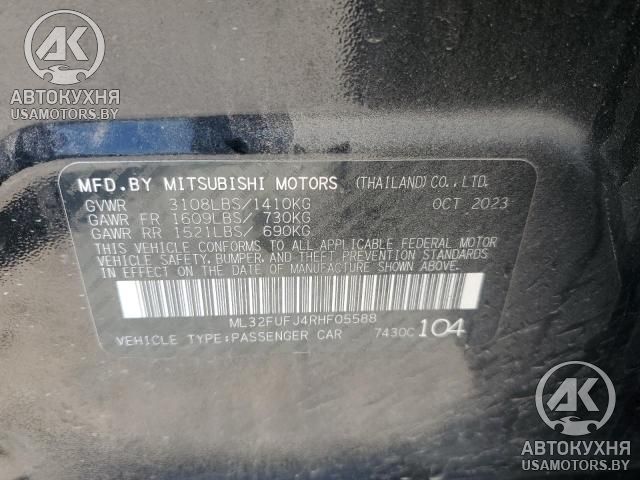 АК
АВТОКУХНЯ
USAMOTORS.BY
MFD.BY MITSUBISHI MOTORS (THAILAND)CO.,LTD.
GVWR 3108LBS/1410KG OCT 2023
GAWR FR 1609LBS/ 730KG
GAWR RR 1521LBS/ 690KG
THIS VEHICLE CONFORMS TO ALL APPLICABLE FEDERAL MOTOR
VEHICLE SAFETY, BUMPER, AND THEFT PREVENTION STANDARDS
IN EFFECT ON THE DATE OF MANUFACTURE SHOWN ABOVE.
ML32FUFJ4RHF05588
VEHICLE TYPE:PASSENGER CAR 7430C 104
АК
АВТОКУХНЯ
USAMOTORS.BY